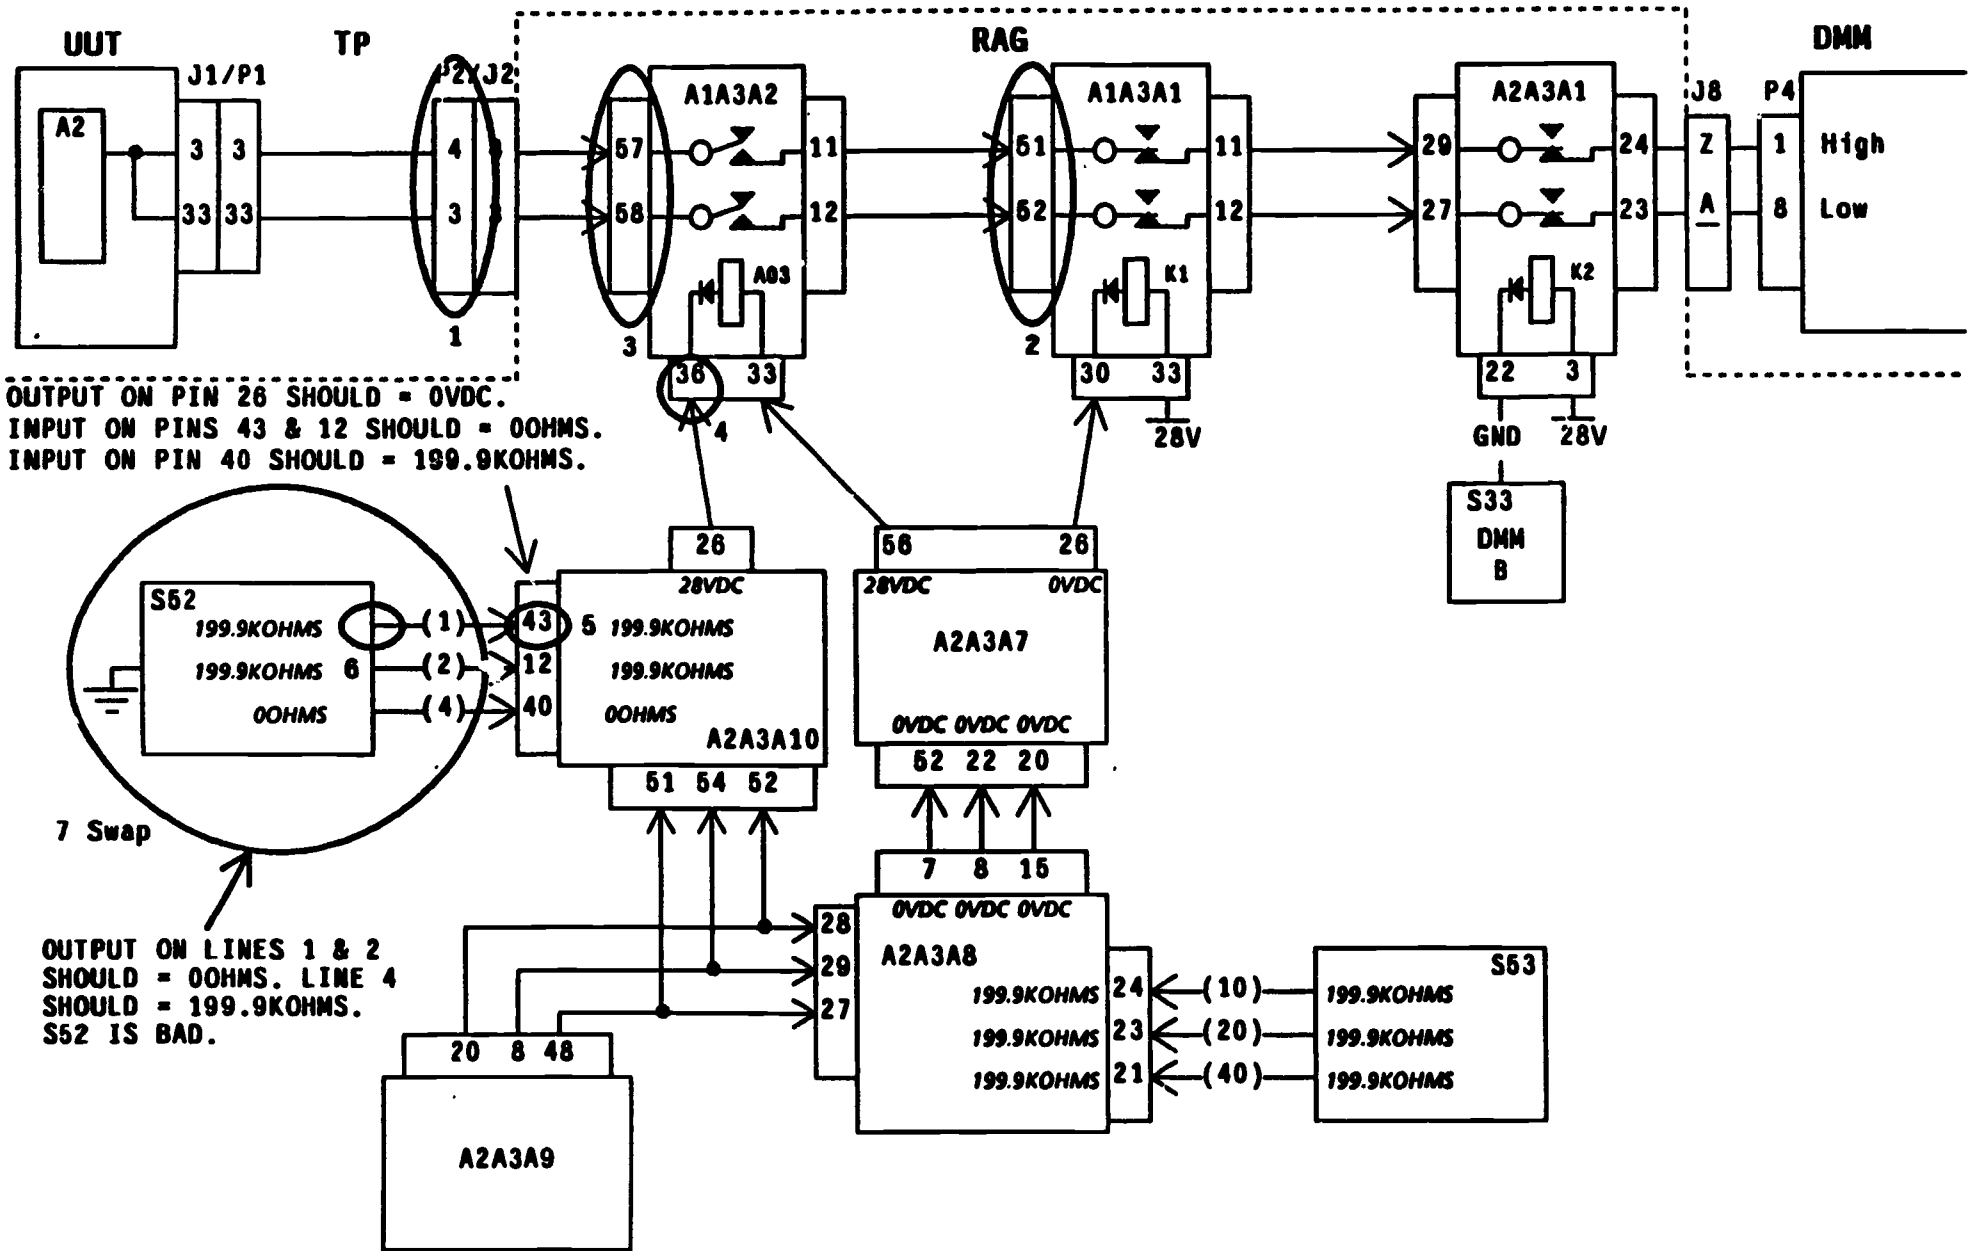 UUT TP RAG DMM
J1/P1 P2/J2 A1A3A2 A1A3A1 A2A3A1 J8 P4
A2
3 3 4 57 11 51 11 29 24 Z 1 High
33 33 3 58 12 52 12 27 23 A 8 Low
A03 K1 K2
1 3 2
36 33 30 33 22 3
4 28V GND 28V
OUTPUT ON PIN 26 SHOULD = 0VDC.
INPUT ON PINS 43 & 12 SHOULD = 0OHMS.
INPUT ON PIN 40 SHOULD = 199.9KOHMS.
S33
DMM
B
26 56 26
28VDC 28VDC 0VDC
S52
199.9KOHMS (1) 43 5 199.9KOHMS
199.9KOHMS 6 (2) 12 199.9KOHMS
0OHMS (4) 40 0OHMS
A2A3A10
A2A3A7
0VDC 0VDC 0VDC
51 54 52 52 22 20
7 Swap
7 8 15
0VDC 0VDC 0VDC
28
29
27
A2A3A8
S53
199.9KOHMS 24 (10) 199.9KOHMS
199.9KOHMS 23 (20) 199.9KOHMS
199.9KOHMS 21 (40) 199.9KOHMS
OUTPUT ON LINES 1 & 2
SHOULD = 0OHMS. LINE 4
SHOULD = 199.9KOHMS.
S52 IS BAD.
20 8 48
A2A3A9